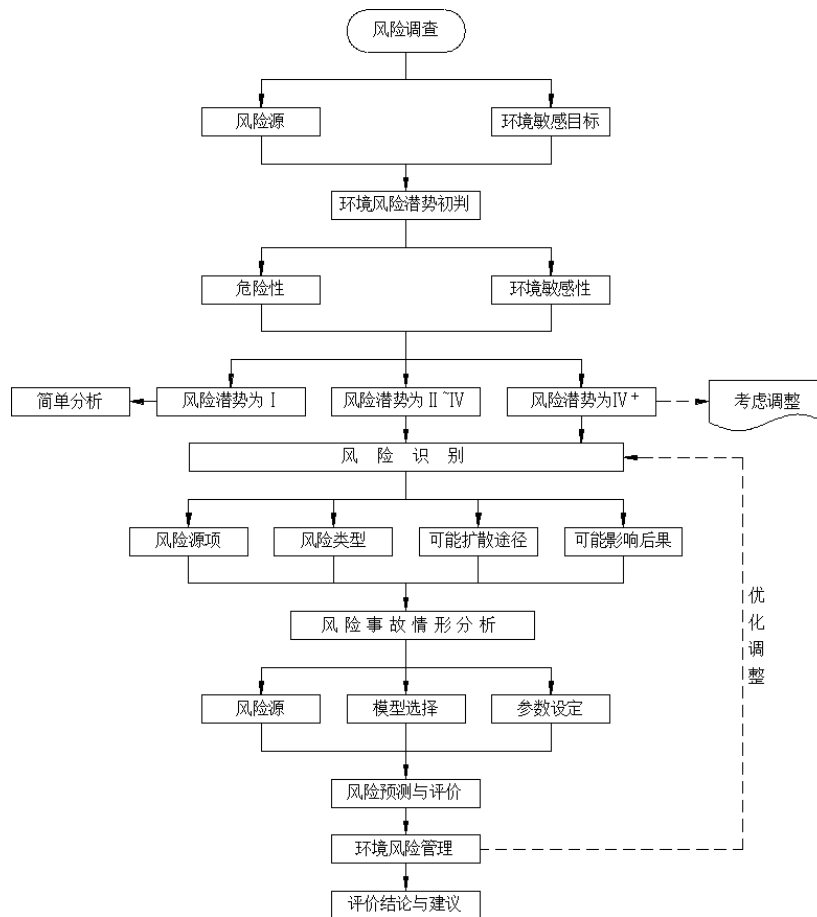 风险调查
风险源
环境敏感目标
环境风险潜势初判
危险性
环境敏感性
简单分析
风险潜势为Ⅰ
风险潜势为Ⅱ~Ⅳ
风险潜势为Ⅳ+
考虑调整
风险识别
风险源项
风险类型
可能扩散途径
可能影响后果
优化调整
风险事故情形分析
风险源
模型选择
参数设定
风险预测与评价
环境风险管理
评价结论与建议